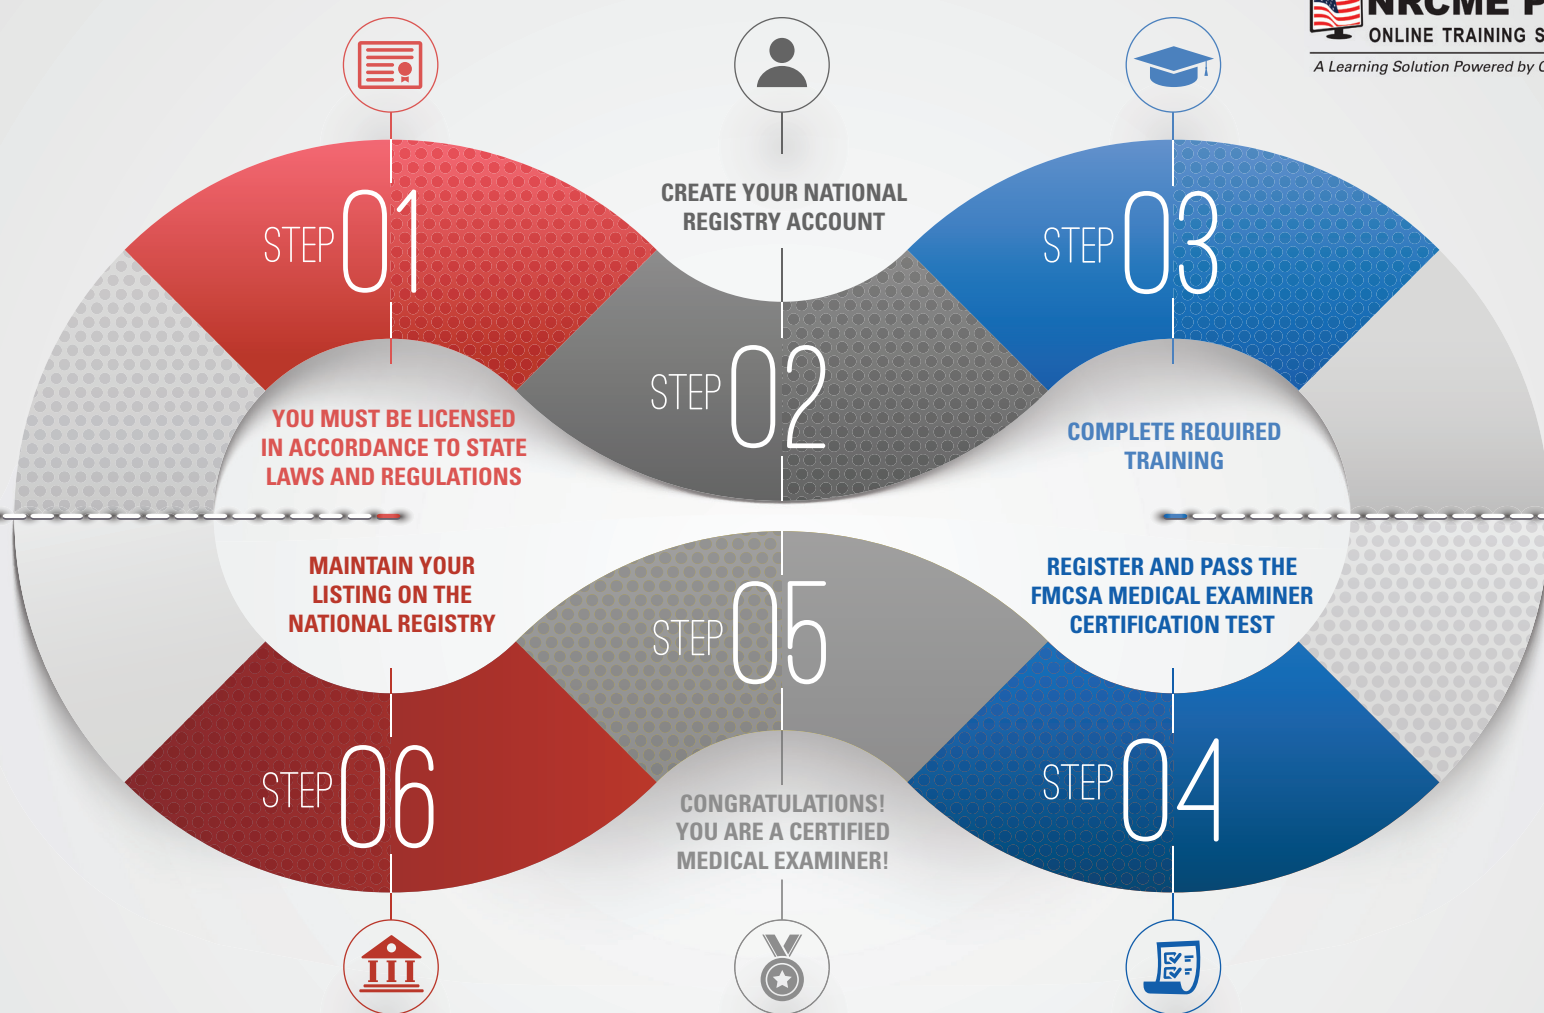 NRCME
ONLINE TRAINING
A Learning Solution Powered by
STEP 01
YOU MUST BE LICENSED
IN ACCORDANCE TO STATE
LAWS AND REGULATIONS
CREATE YOUR NATIONAL
REGISTRY ACCOUNT
STEP 02
STEP 03
COMPLETE REQUIRED
TRAINING
REGISTER AND PASS THE
FMCSA MEDICAL EXAMINER
CERTIFICATION TEST
STEP 04
STEP 05
CONGRATULATIONS!
YOU ARE A CERTIFIED
MEDICAL EXAMINER!
MAINTAIN YOUR
LISTING ON THE
NATIONAL REGISTRY
STEP 06